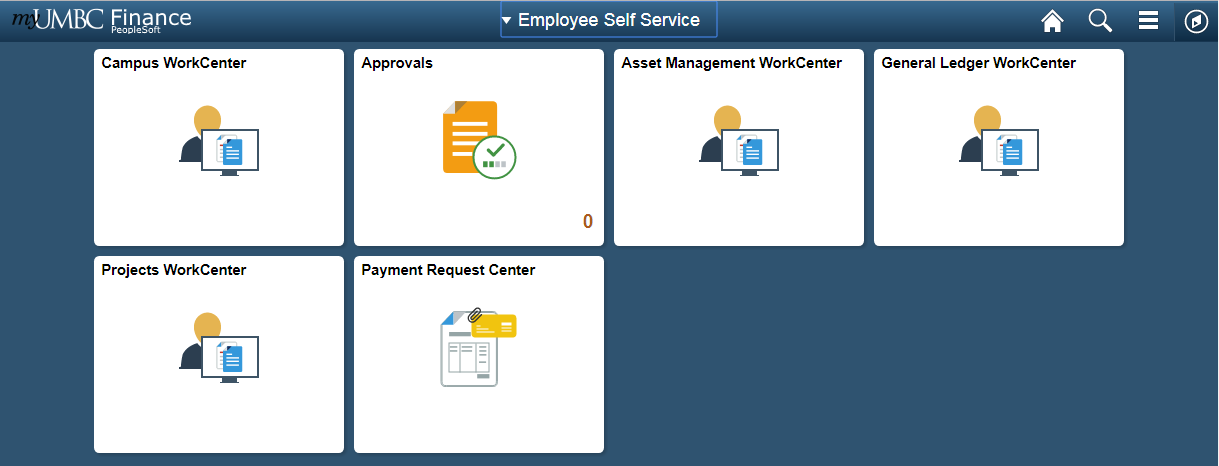 myUMBC Finance
PeopleSoft
Employee Self Service
Campus WorkCenter
Approvals
0
Asset Management WorkCenter
General Ledger WorkCenter
Projects WorkCenter
Payment Request Center